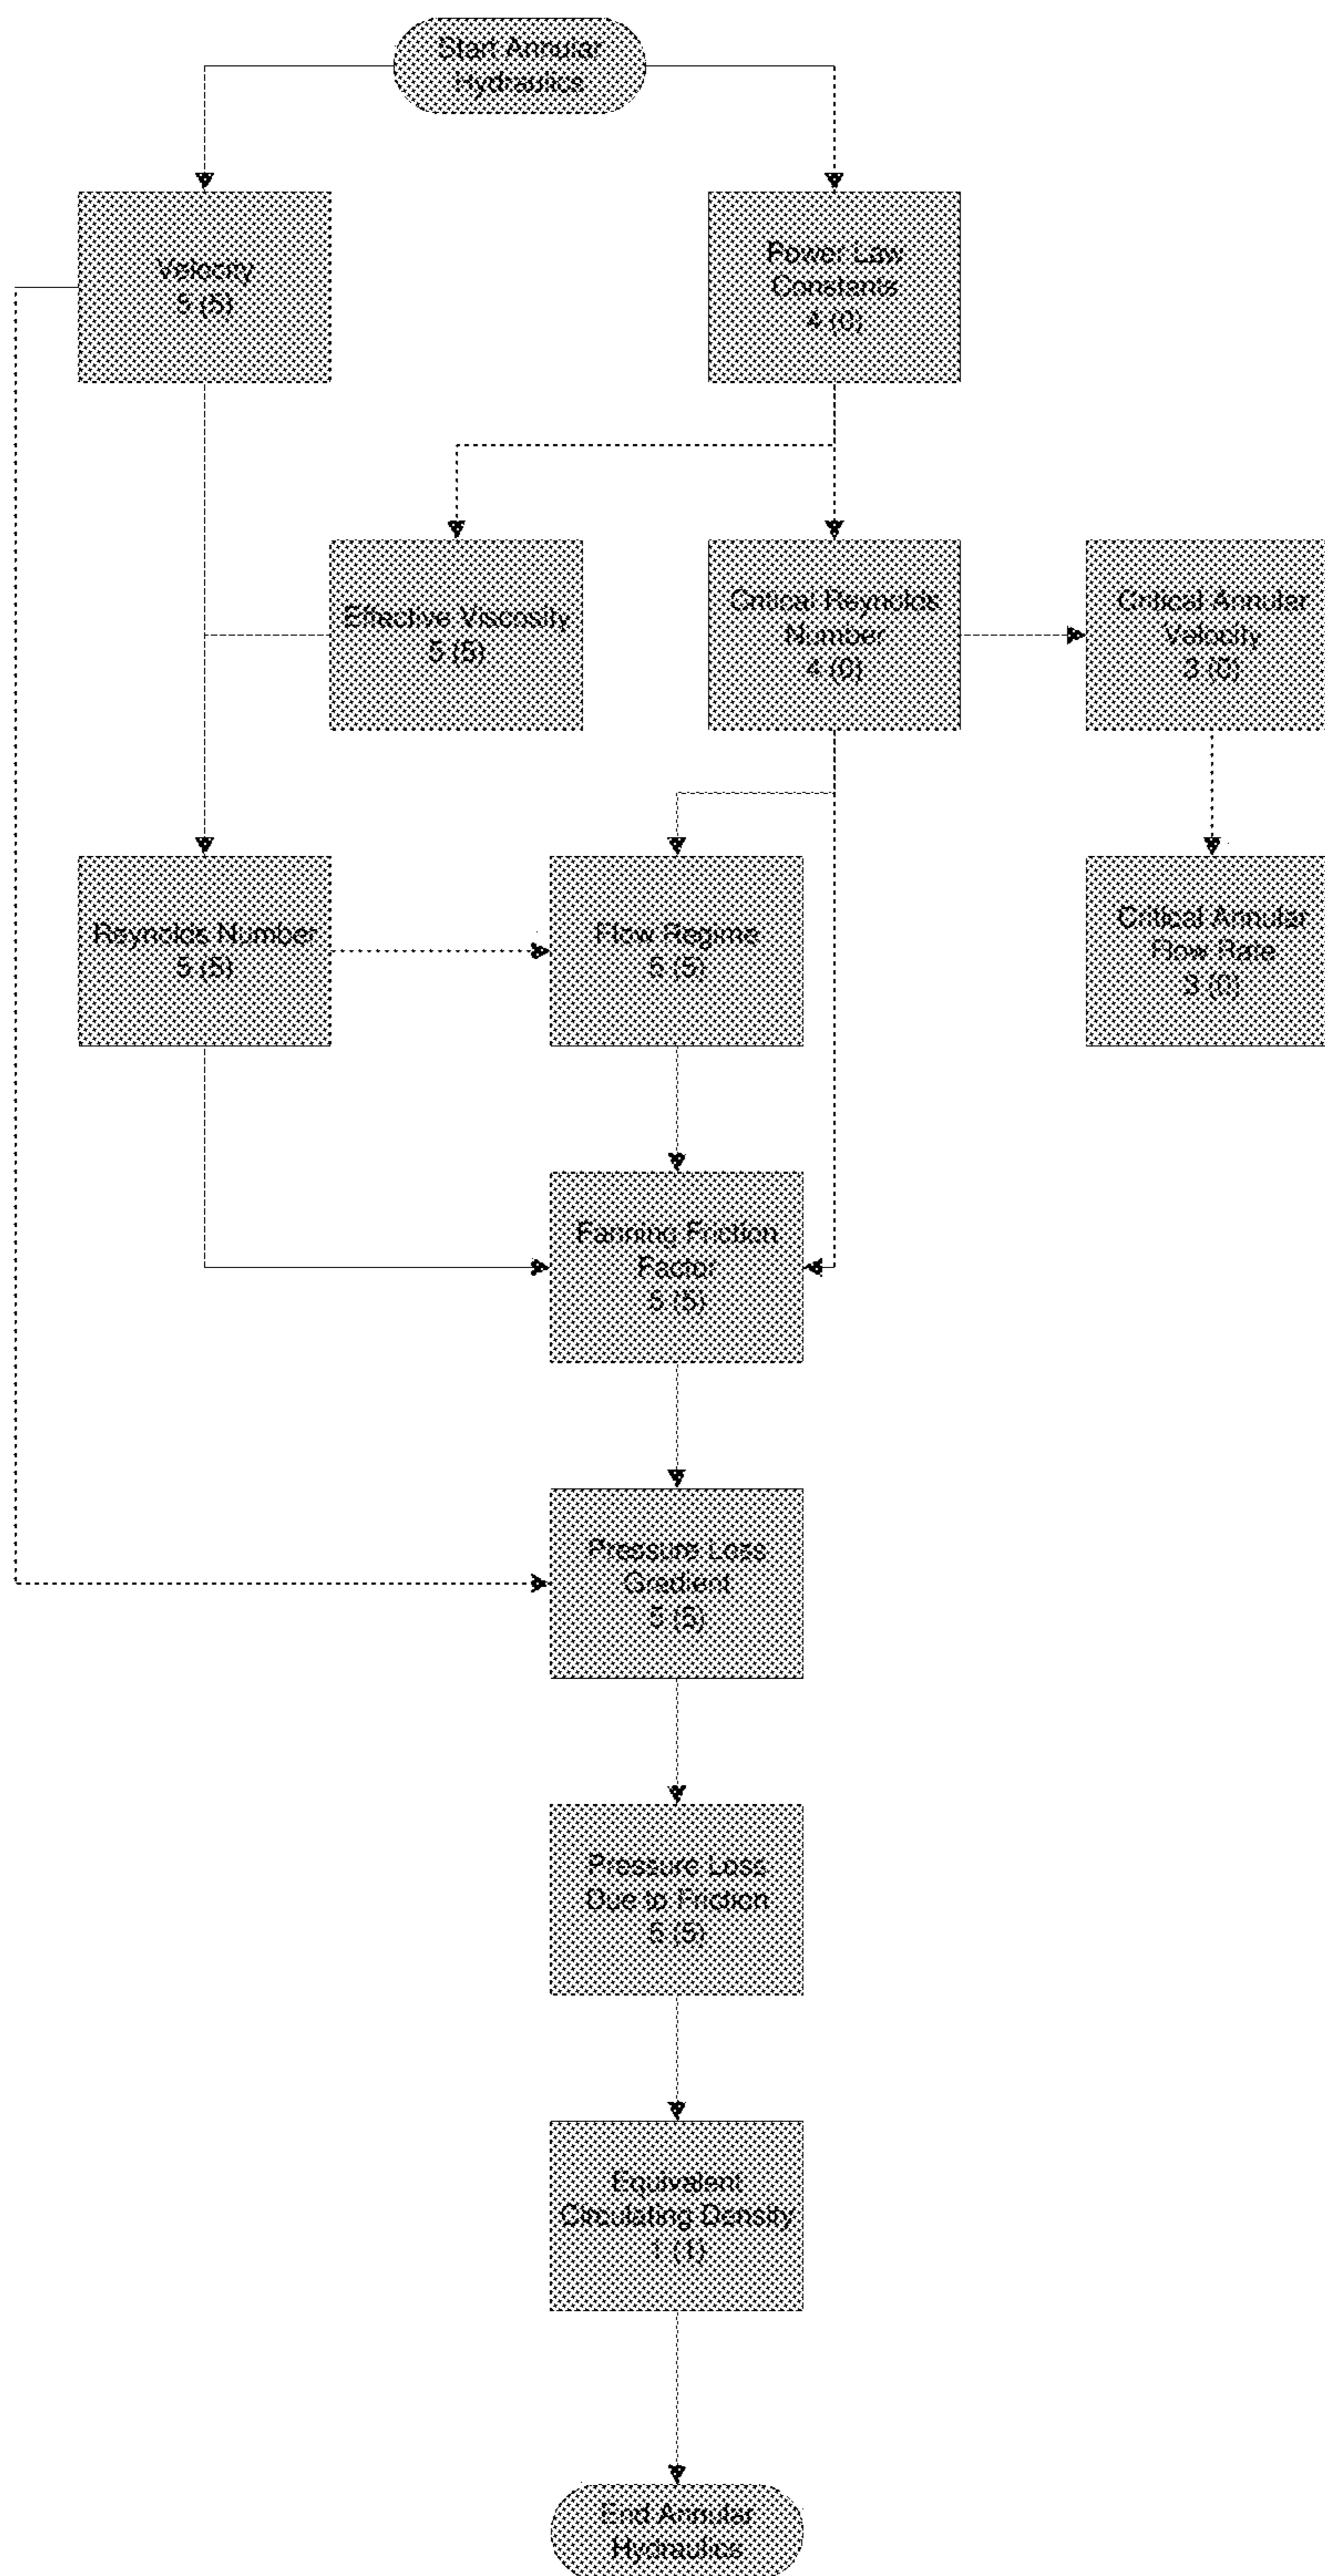 Start Annular
Hydraulics
Velocity
5 (5)
Power Law
Constants
4 (0)
Effective Viscosity
5 (5)
Critical Reynolds
Number
4 (0)
Critical Annular
Velocity
3 (0)
Reynolds Number
5 (5)
Flow Regime
5 (5)
Critical Annular
Flow Rate
3 (0)
Fanning Friction
Factor
5 (5)
Pressure Loss
Gradient
5 (5)
Pressure Loss
Due to Friction
5 (5)
Equivalent
Circulating Density
1 (1)
End Annular
Hydraulics